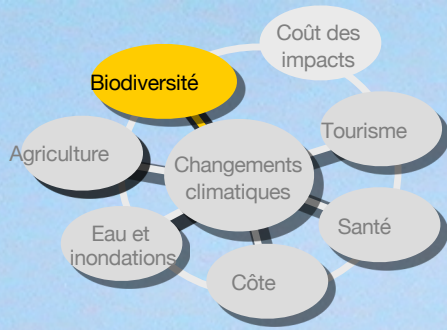 Coût des
impacts
Biodiversité
Tourisme
Agriculture
Changements
climatiques
Santé
Eau et
inondations
Côte